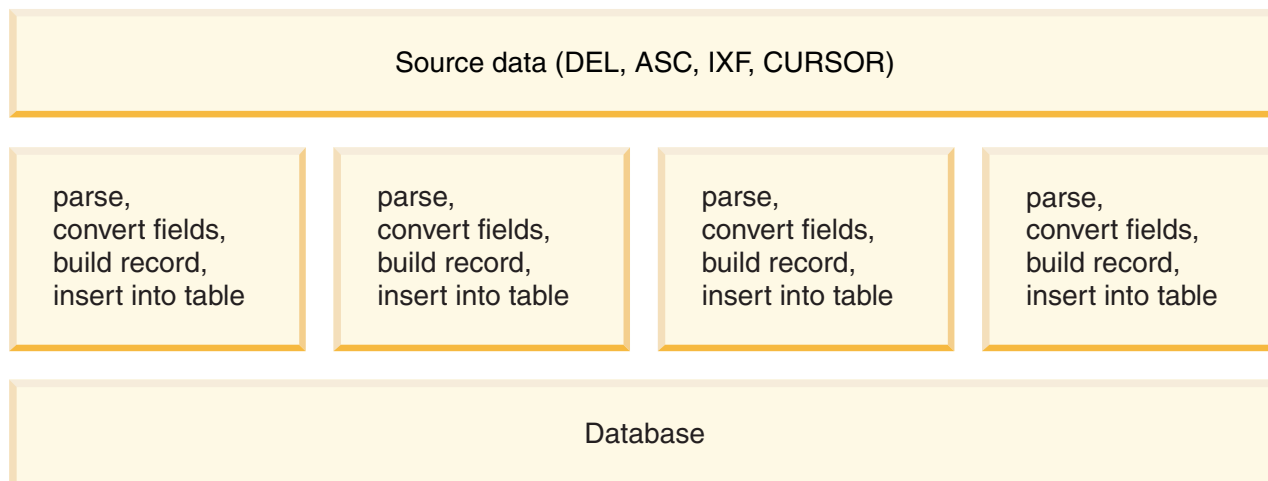 Source data (DEL, ASC, IXF, CURSOR)
parse,
convert fields,
build record,
insert into table
parse,
convert fields,
build record,
insert into table
parse,
convert fields,
build record,
insert into table
parse,
convert fields,
build record,
insert into table
Database